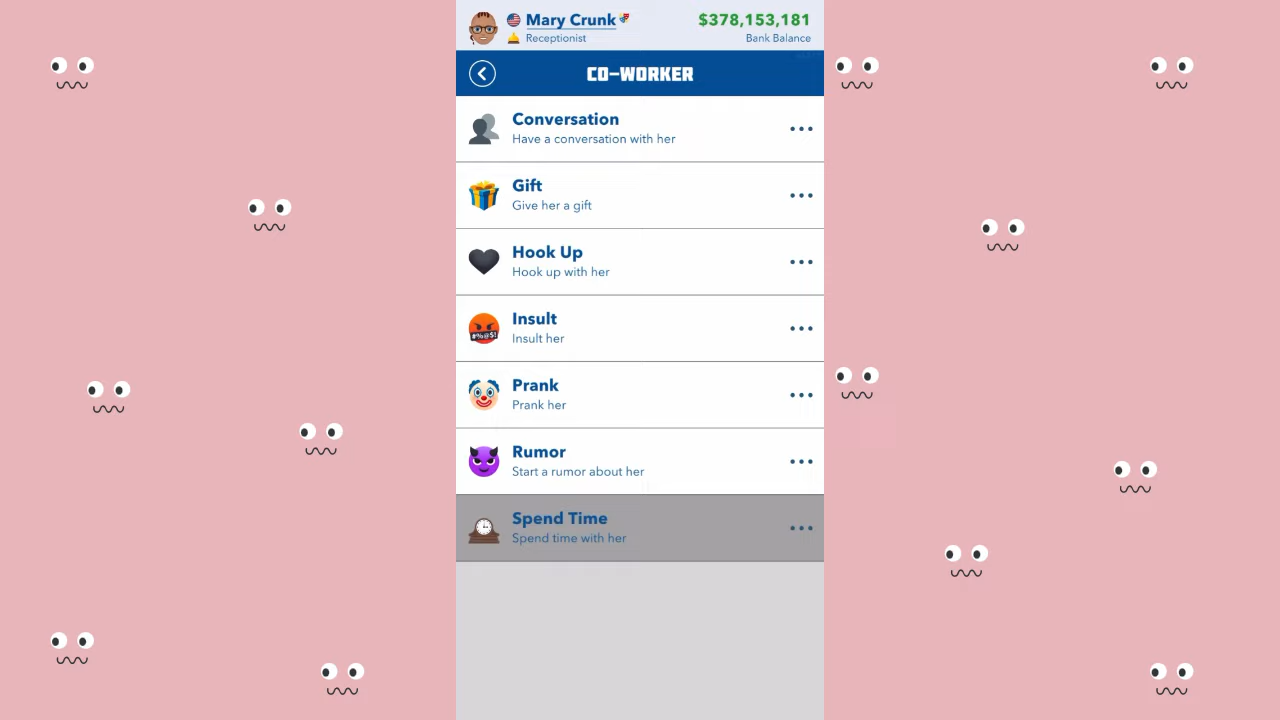 Mary Crunk
$378,153,181
Receptionist
Bank Balance
CO-WORKER
Conversation
Have a conversation with her
Gift
Give her a gift
Hook Up
Hook up with her
Insult
#%@$!
Insult her
Prank
Prank her
Rumor
Start a rumor about her
Spend Time
Spend time with her